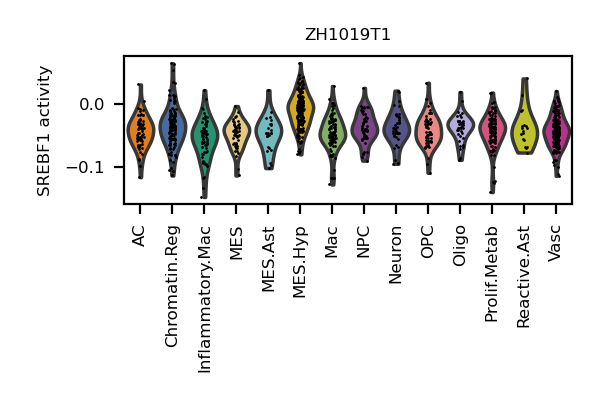 ZH1019T1
SREBF1 activity
0.0
−0.1
AC
Chromatin.Reg
Inflammatory.Mac
MES
MES.Ast
MES.Hyp
Mac
NPC
Neuron
OPC
Oligo
Prolif.Metab
Reactive.Ast
Vasc